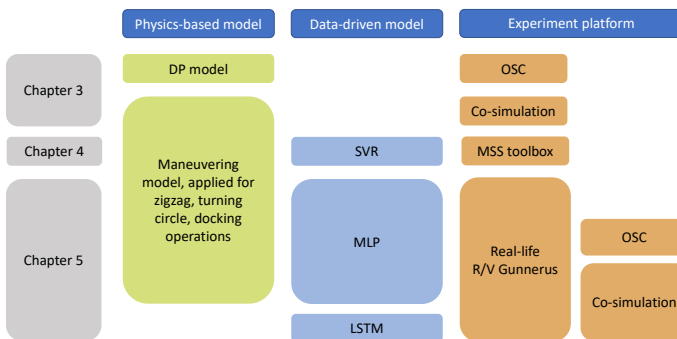 Physics-based model
Data-driven model
Experiment platform
Chapter 3
DP model
OSC
Co-simulation
Chapter 4
Maneuvering
model, applied for
zigzag, turning
circle, docking
operations
SVR
MSS toolbox
Chapter 5
MLP
Real-life
R/V Gunnerus
OSC
Co-simulation
LSTM